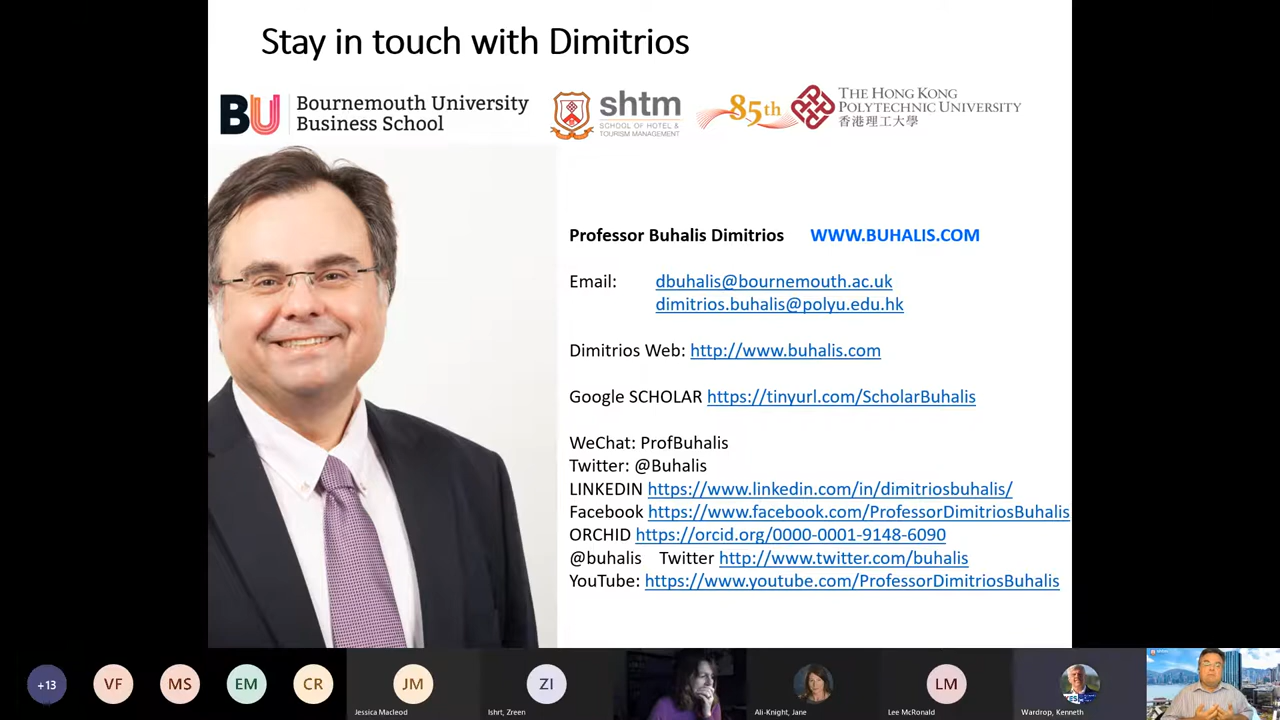 Stay in touch with Dimitrios
BU
Bournemouth University
Business School
shtm
SCHOOL OF HOTEL &
TOURISM MANAGEMENT
85th
THE HONG KONG
POLYTECHNIC UNIVERSITY
香港理工大學
Professor Buhalis Dimitrios WWW.BUHALIS.COM
Email: dbuhalis@bournemouth.ac.uk
dimitrios.buhalis@polyu.edu.hk
Dimitrios Web: http://www.buhalis.com
Google SCHOLAR https://tinyurl.com/ScholarBuhalis
WeChat: ProfBuhalis
Twitter: @Buhalis
LINKEDIN https://www.linkedin.com/in/dimitriosbuhalis/
Facebook https://www.facebook.com/ProfessorDimitriosBuhalis
ORCHID https://orcid.org/0000-0001-9148-6090
@buhalis Twitter http://www.twitter.com/buhalis
YouTube: https://www.youtube.com/ProfessorDimitriosBuhalis
+13 VF MS EM CR JM ZI LM
Jessica Macleod Ishrt, Zreen Ali-Knight, Jane Lee McRonald Wardrop, Kenneth